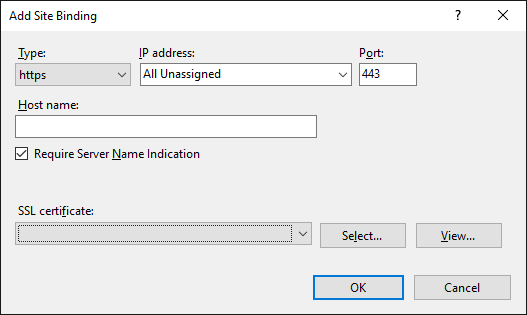 Add Site Binding
?
Type: IP address: Port:
https All Unassigned 443
Host name:
Require Server Name Indication
SSL certificate:
Select... View...
OK Cancel